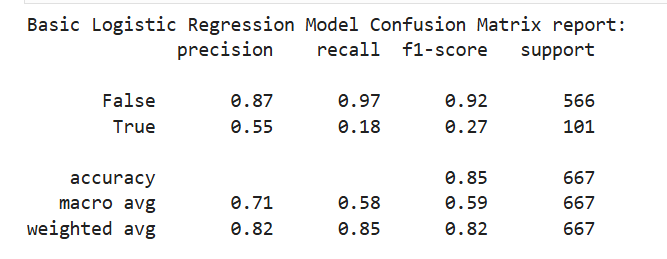 Basic Logistic Regression Model Confusion Matrix report:
precision recall f1-score support
False 0.87 0.97 0.92 566
True 0.55 0.18 0.27 101
accuracy 0.85 667
macro avg 0.71 0.58 0.59 667
weighted avg 0.82 0.85 0.82 667